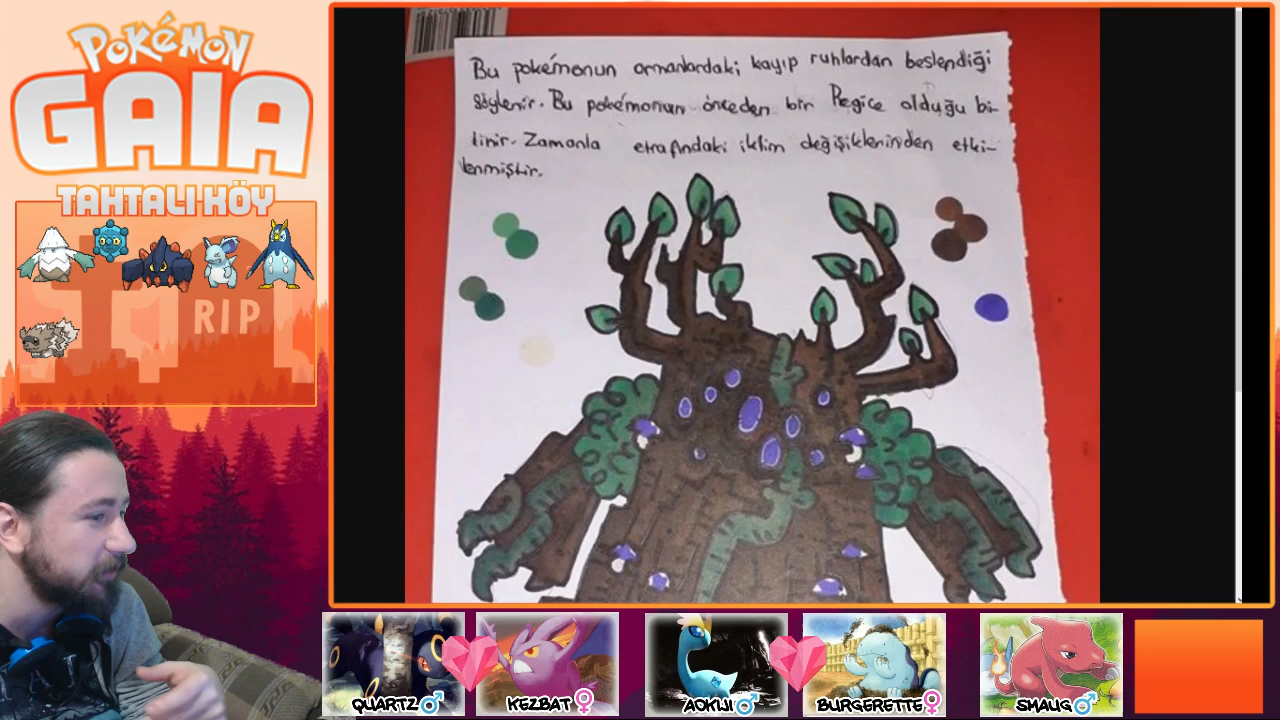 POKéMON
GAIA
TAHTALI KÖY
RIP
Bu pokémonun ormanlardaki kayıp ruhlardan beslendiği
söylenir. Bu pokémonun önceden bir Regice olduğu bi-
linir. Zamanla etrafındaki iklim değişiklerinden etki-
lenmiştir.
QUARTZ♂
KEZBAT♀
AOKIJI♂
BURGERETTE♀
SMAUG♂